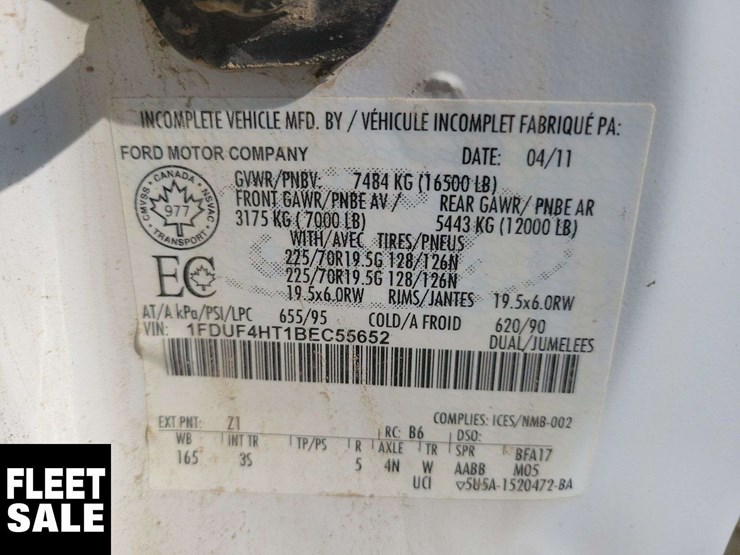 INCOMPLETE VEHICLE MFD. BY / VÉHICULE INCOMPLET FABRIQUÉ PA:
FORD MOTOR COMPANY DATE: 04/11
GVWR/PNBV: 7484 KG (16500 LB)
FRONT GAWR/PNBE AV / REAR GAWR/ PNBE AR
3175 KG ( 7000 LB) 5443 KG (12000 LB)
WITH/AVEC TIRES/PNEUS
225/70R19.5G 128/126N
225/70R19.5G 128/126N
19.5x6.0RW RIMS/JANTES 19.5x6.0RW
AT/A kPa/PSI/LPC 655/95 COLD/A FROID 620/90
VIN: 1FDUF4HT1BEC55652 DUAL/JUMELEES
CMVSS · CANADA · NSVAC
977
TRANSPORT
EC
EXT PNT: Z1 COMPLIES: ICES/NMB-002
RC: B6 DSO:
WB INT TR TP/PS R AXLE TR SPR BFA17
165 3S 5 4N W AABB M05
UCI ▽5U5A-1520472-BA
FLEET
SALE